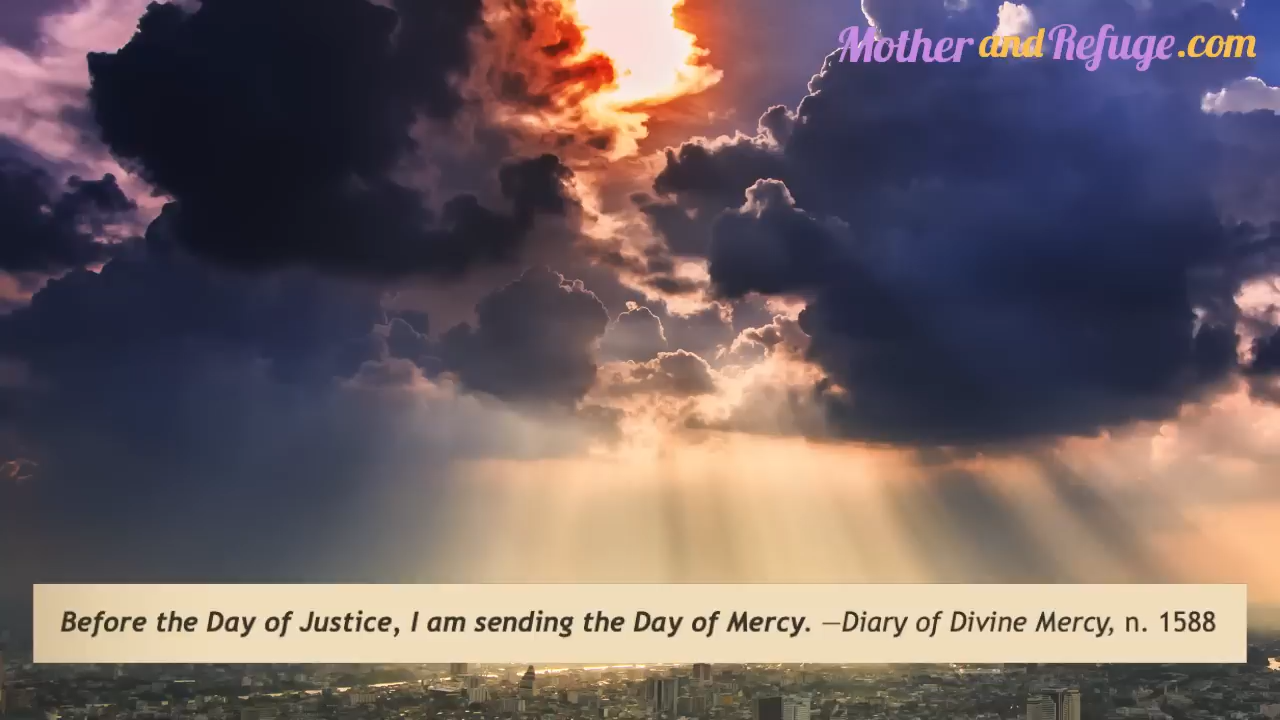 Mother and Refuge.com
Before the Day of Justice, I am sending the Day of Mercy. —Diary of Divine Mercy, n. 1588